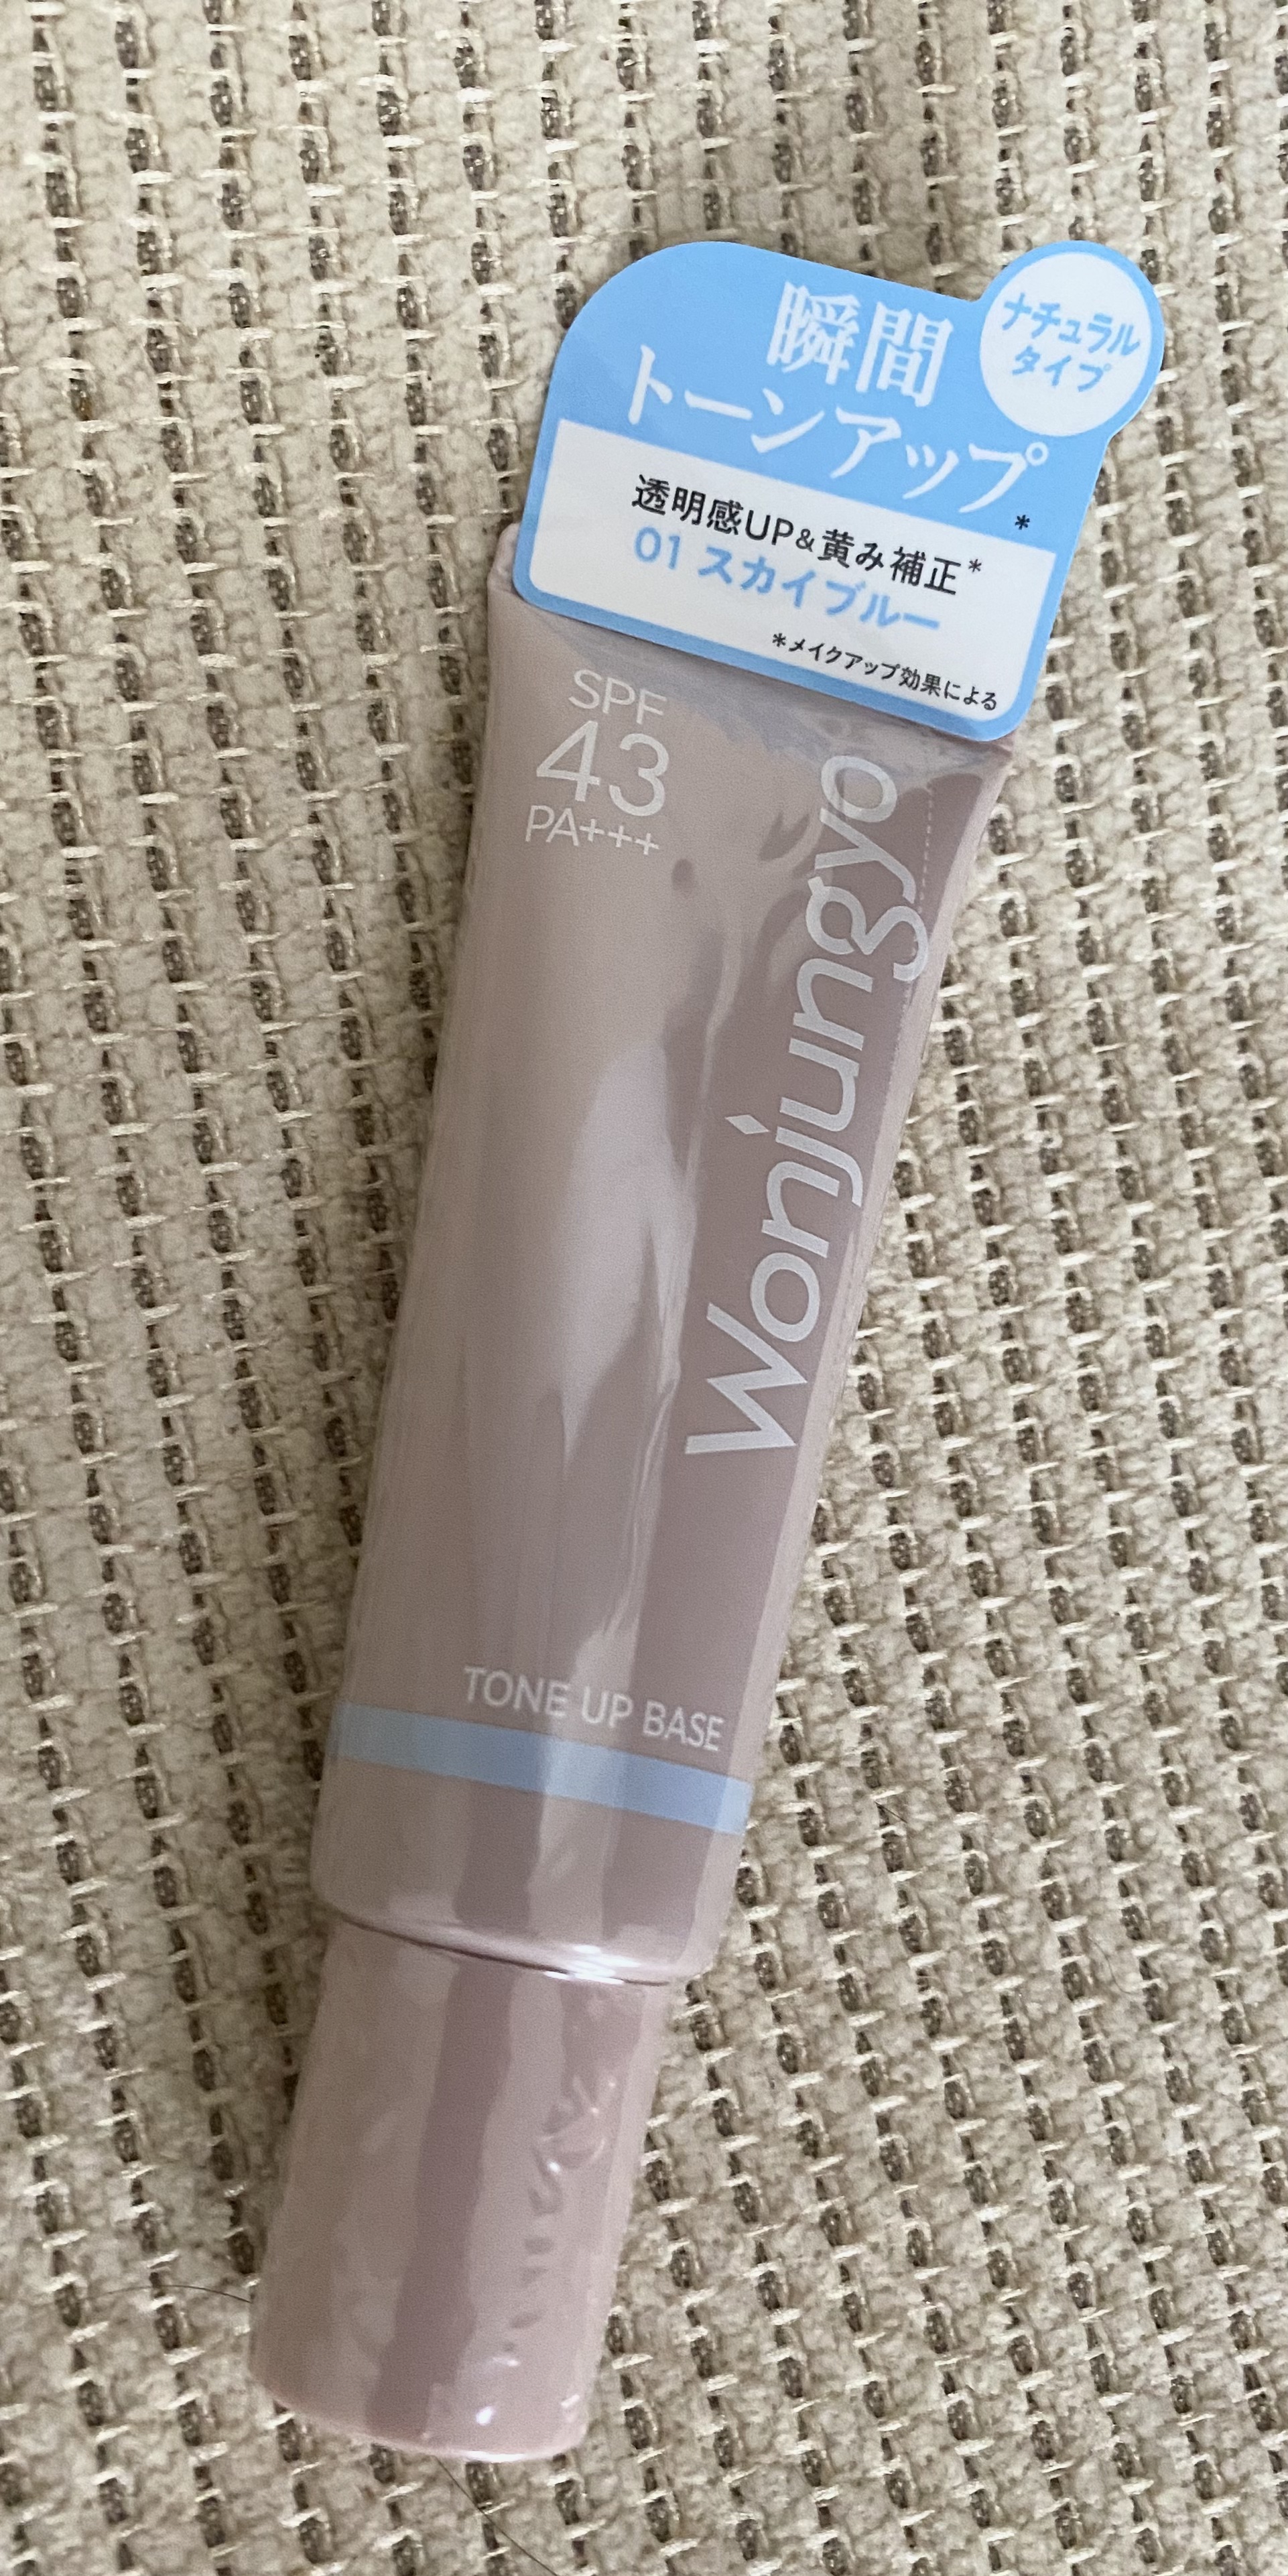 瞬間
トーンアップ*
ナチュラル
タイプ
透明感UP&黄み補正*
01 スカイブルー
*メイクアップ効果による
SPF
43
PA+++
Wonjungyo
TONE UP BASE